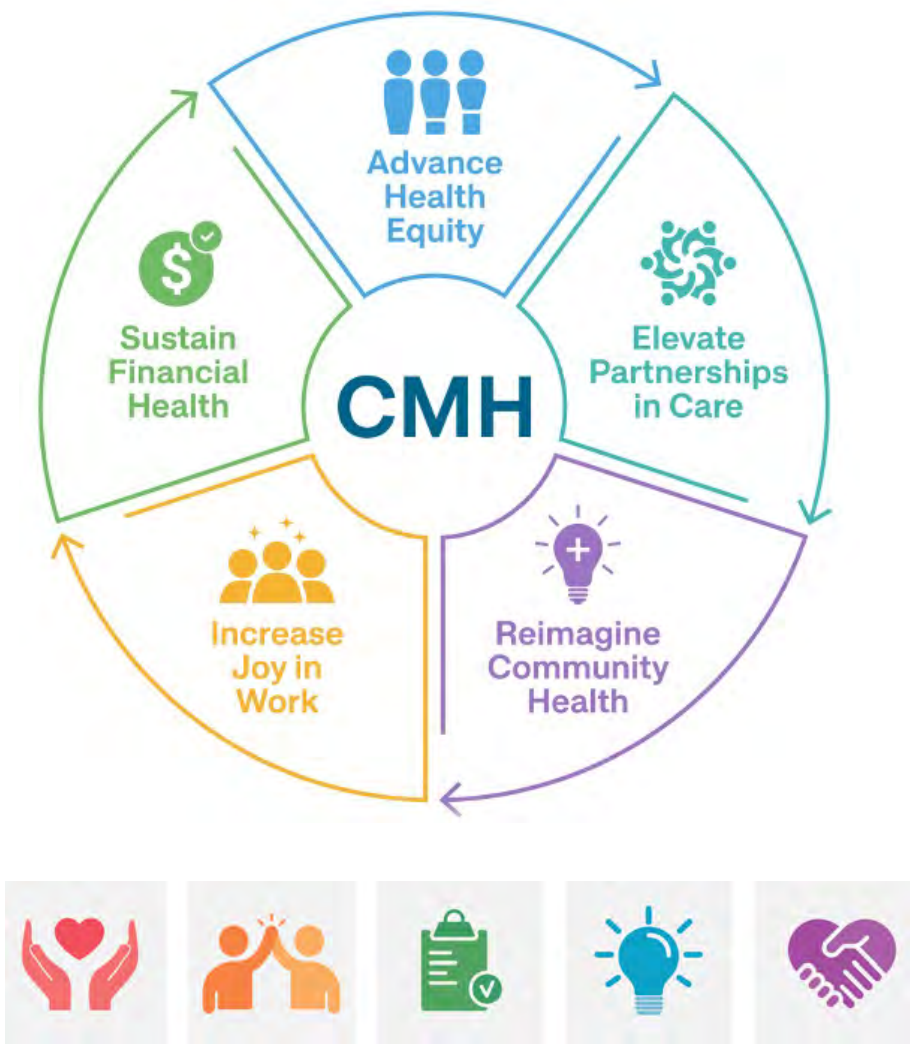 Advance
Health
Equity
Elevate
Partnerships
in Care
Reimagine
Community
Health
Increase
Joy in
Work
Sustain
Financial
Health
$
CMH